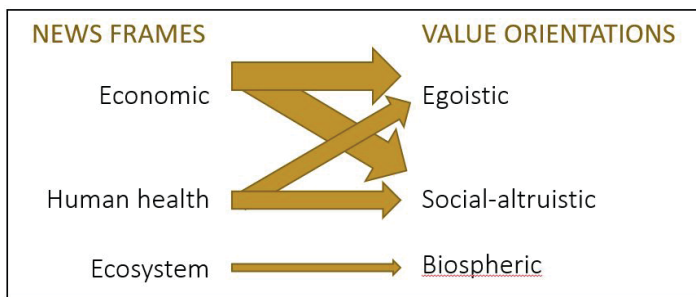 NEWS FRAMES VALUE ORIENTATIONS
Economic Egoistic
Human health Social-altruistic
Ecosystem Biospheric